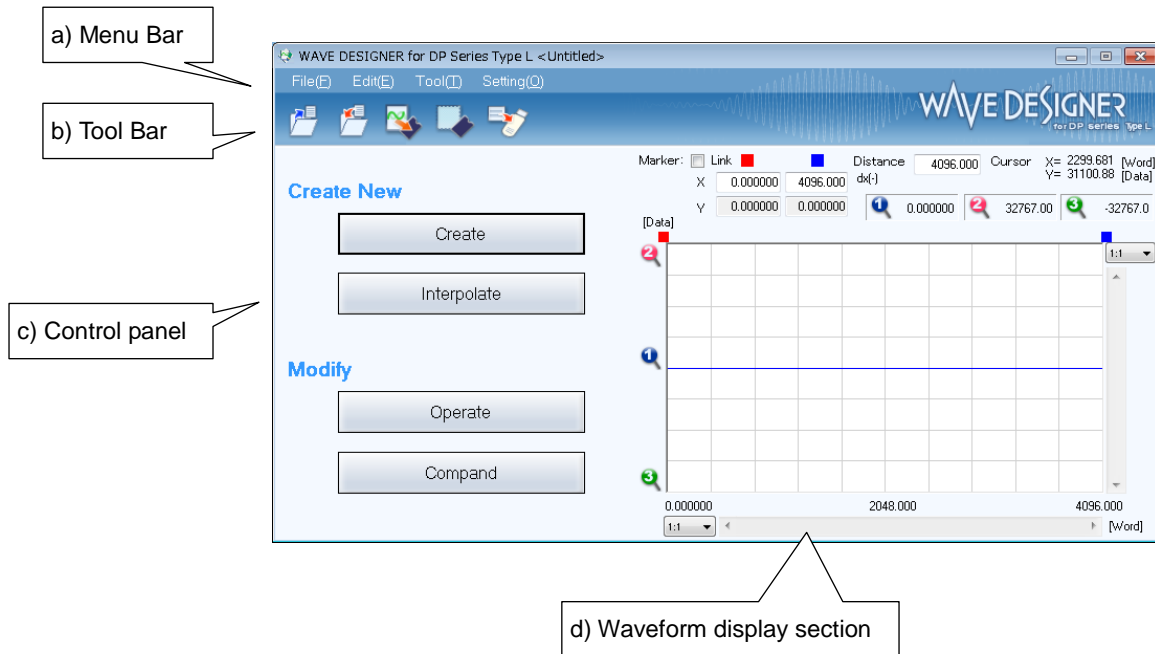 a) Menu Bar
WAVE DESIGNER for DP Series Type L <Untitled>
File(F) Edit(E) Tool(T) Setting(O)
b) Tool Bar
WAVE DESIGNER
for DP series Type L
Marker: Link Distance 4096.000 Cursor X= 2299.681 [Word]
dx(-) Y= 31100.88 [Data]
X 0.000000 4096.000
Y 0.000000 0.000000 1 0.000000 2 32767.00 3 -32767.0
[Data]
Create New
Create
Interpolate
c) Control panel
Modify
Operate
Compand
2
1:1
1
3
0.000000 2048.000 4096.000
1:1 [Word]
d) Waveform display section